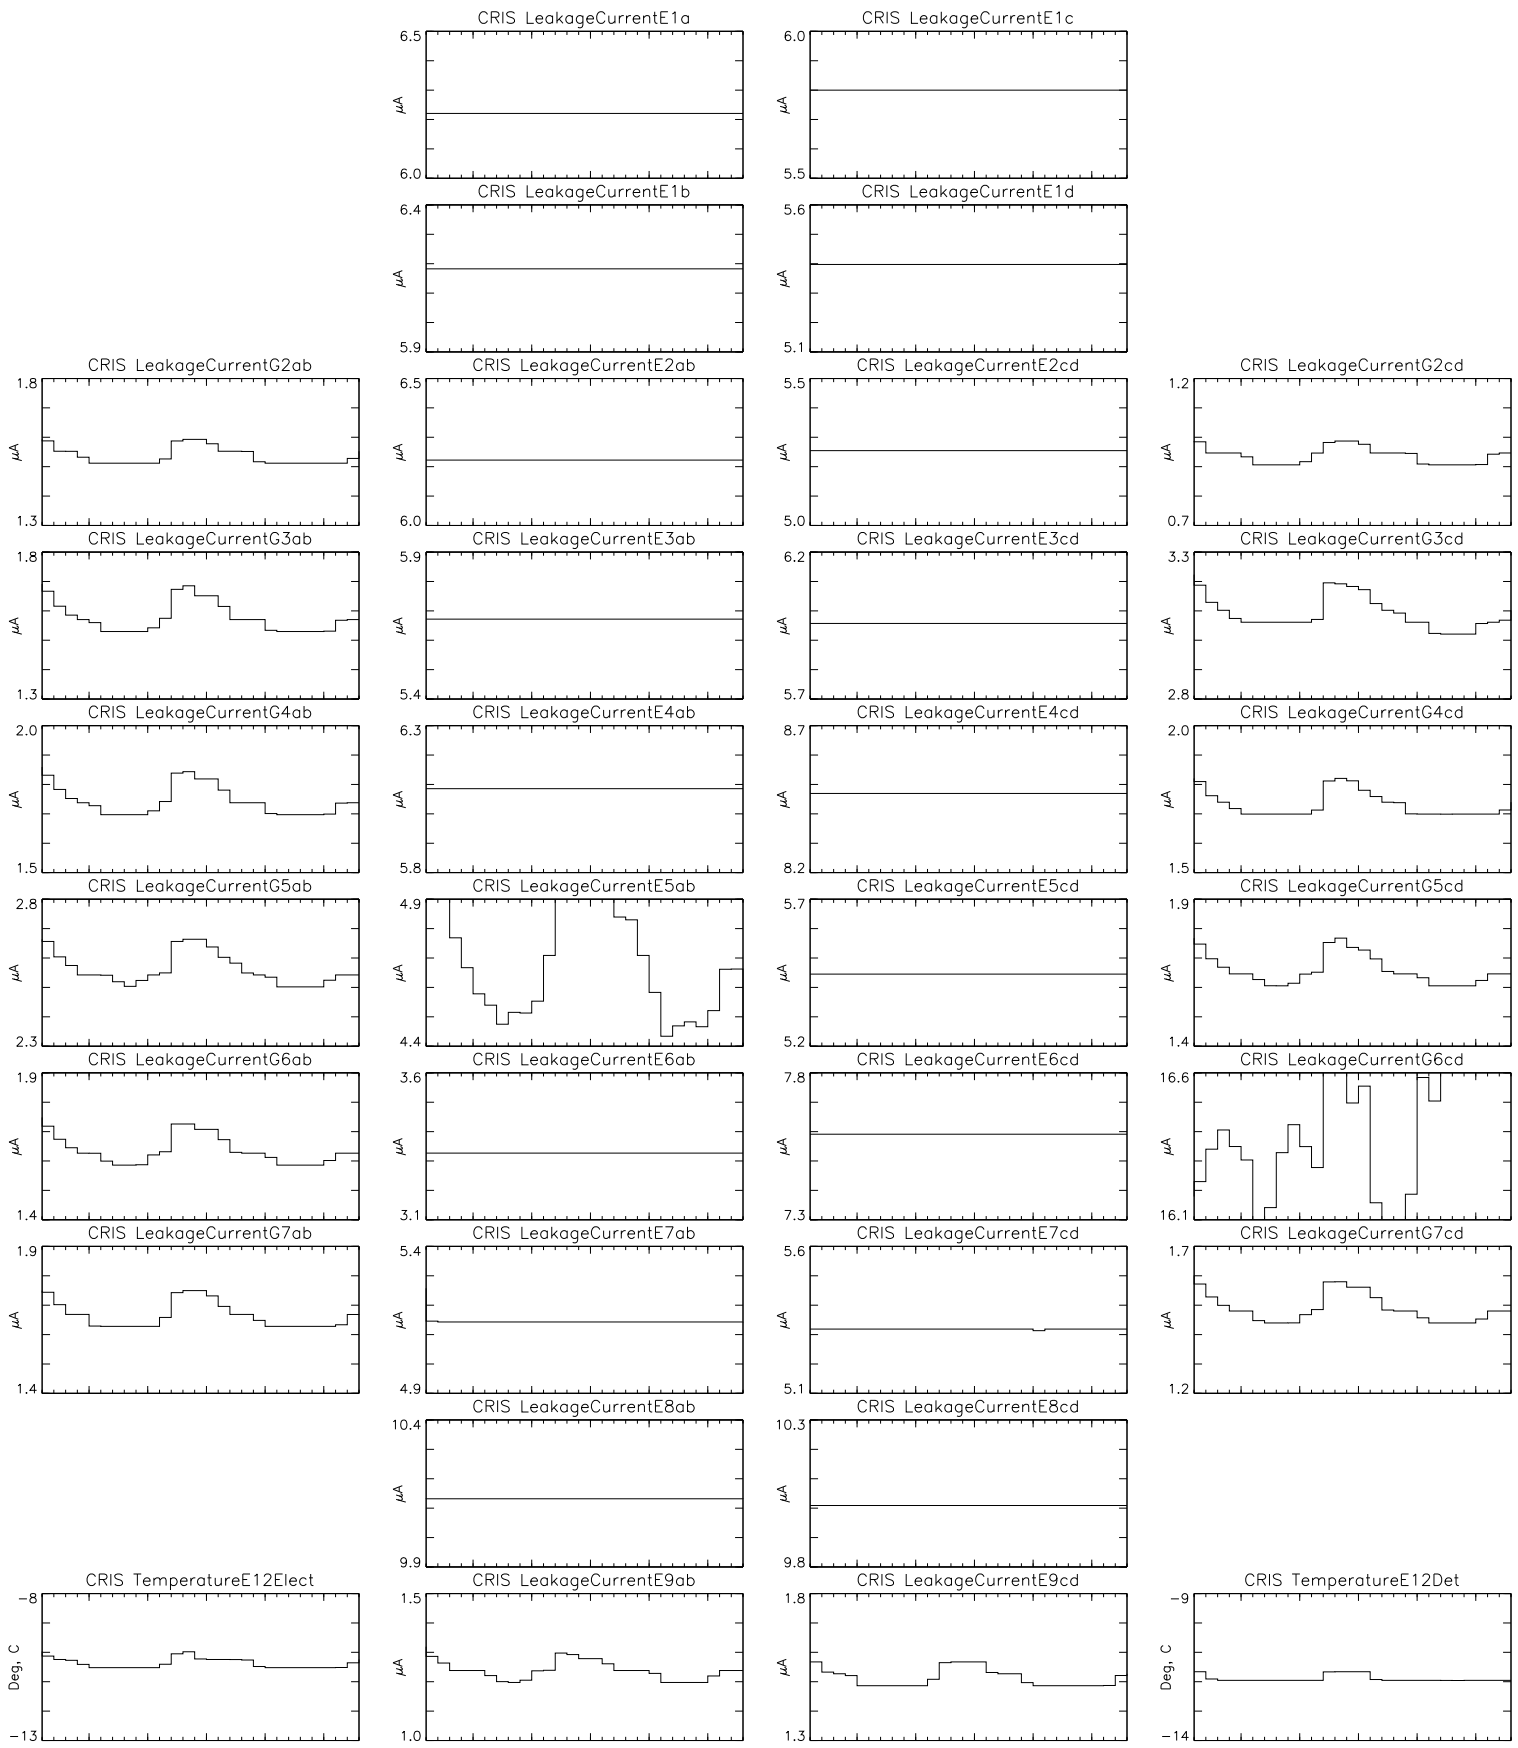 CRIS LeakageCurrentE1a
6.5
μA
6.0
CRIS LeakageCurrentE1c
6.0
μA
5.5
CRIS LeakageCurrentE1b
6.4
μA
5.9
CRIS LeakageCurrentE1d
5.6
μA
5.1
CRIS LeakageCurrentG2ab
1.8
μA
1.3
CRIS LeakageCurrentE2ab
6.5
μA
6.0
CRIS LeakageCurrentE2cd
5.5
μA
5.0
CRIS LeakageCurrentG2cd
1.2
μA
0.7
CRIS LeakageCurrentG3ab
1.8
μA
1.3
CRIS LeakageCurrentE3ab
5.9
μA
5.4
CRIS LeakageCurrentE3cd
6.2
μA
5.7
CRIS LeakageCurrentG3cd
3.3
μA
2.8
CRIS LeakageCurrentG4ab
2.0
μA
1.5
CRIS LeakageCurrentE4ab
6.3
μA
5.8
CRIS LeakageCurrentE4cd
8.7
μA
8.2
CRIS LeakageCurrentG4cd
2.0
μA
1.5
CRIS LeakageCurrentG5ab
2.8
μA
2.3
CRIS LeakageCurrentE5ab
4.9
μA
4.4
CRIS LeakageCurrentE5cd
5.7
μA
5.2
CRIS LeakageCurrentG5cd
1.9
μA
1.4
CRIS LeakageCurrentG6ab
1.9
μA
1.4
CRIS LeakageCurrentE6ab
3.6
μA
3.1
CRIS LeakageCurrentE6cd
7.8
μA
7.3
CRIS LeakageCurrentG6cd
16.6
μA
16.1
CRIS LeakageCurrentG7ab
1.9
μA
1.4
CRIS LeakageCurrentE7ab
5.4
μA
4.9
CRIS LeakageCurrentE7cd
5.6
μA
5.1
CRIS LeakageCurrentG7cd
1.7
μA
1.2
CRIS LeakageCurrentE8ab
10.4
μA
9.9
CRIS LeakageCurrentE8cd
10.3
μA
9.8
CRIS TemperatureE12Elect
-8
Deg, C
-13
CRIS LeakageCurrentE9ab
1.5
μA
1.0
CRIS LeakageCurrentE9cd
1.8
μA
1.3
CRIS TemperatureE12Det
-9
Deg, C
-14